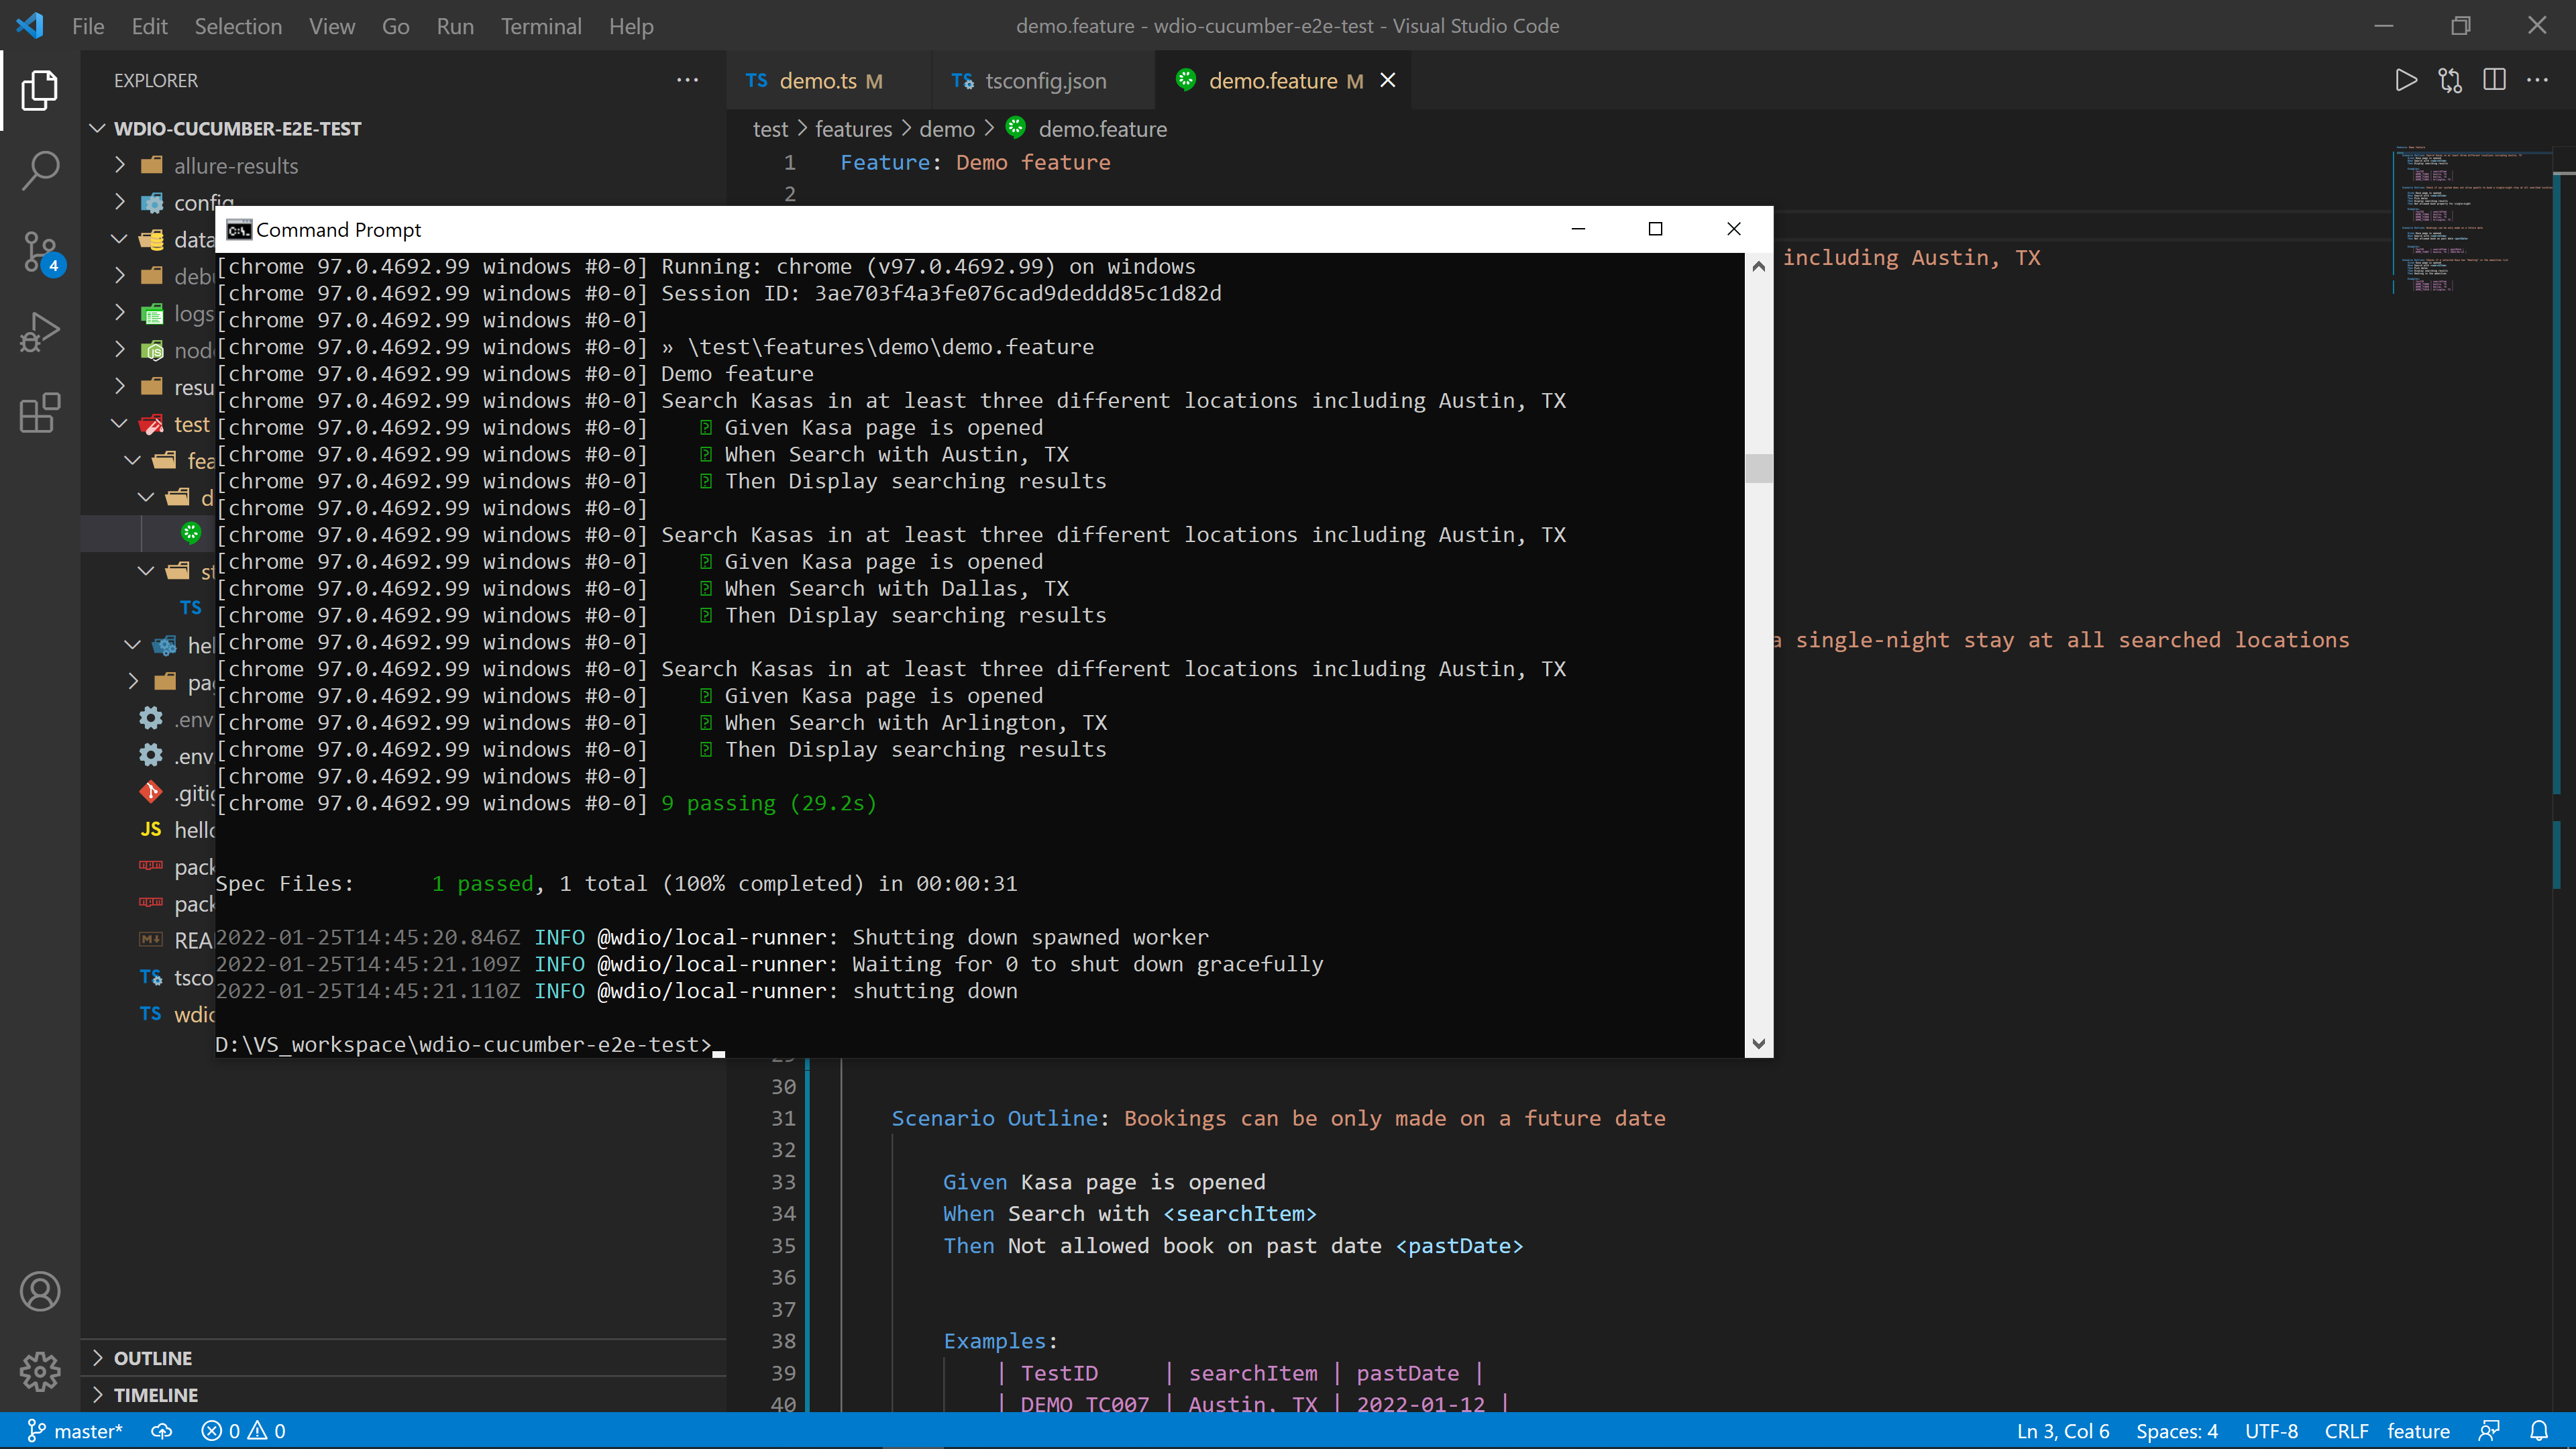 File Edit Selection View Go Run Terminal Help
demo.feature - wdio-cucumber-e2e-test - Visual Studio Code
EXPLORER
WDIO-CUCUMBER-E2E-TEST
allure-results
config
data
logs
test
.env
.env
TS demo.ts M
tsconfig.json
demo.feature M
test > features > demo > demo.feature
1 Feature: Demo feature
2
including Austin, TX
a single-night stay at all searched locations
Command Prompt
[chrome 97.0.4692.99 windows #0-0] Running: chrome (v97.0.4692.99) on windows
[chrome 97.0.4692.99 windows #0-0] Session ID: 3ae703f4a3fe076cad9deddd85c1d82d
[chrome 97.0.4692.99 windows #0-0]
[chrome 97.0.4692.99 windows #0-0] » \test\features\demo\demo.feature
[chrome 97.0.4692.99 windows #0-0] Demo feature
[chrome 97.0.4692.99 windows #0-0] Search Kasas in at least three different locations including Austin, TX
[chrome 97.0.4692.99 windows #0-0] Given Kasa page is opened
[chrome 97.0.4692.99 windows #0-0] When Search with Austin, TX
[chrome 97.0.4692.99 windows #0-0] Then Display searching results
[chrome 97.0.4692.99 windows #0-0]
[chrome 97.0.4692.99 windows #0-0] Search Kasas in at least three different locations including Austin, TX
[chrome 97.0.4692.99 windows #0-0] Given Kasa page is opened
[chrome 97.0.4692.99 windows #0-0] When Search with Dallas, TX
[chrome 97.0.4692.99 windows #0-0] Then Display searching results
[chrome 97.0.4692.99 windows #0-0]
[chrome 97.0.4692.99 windows #0-0] Search Kasas in at least three different locations including Austin, TX
[chrome 97.0.4692.99 windows #0-0] Given Kasa page is opened
[chrome 97.0.4692.99 windows #0-0] When Search with Arlington, TX
[chrome 97.0.4692.99 windows #0-0] Then Display searching results
[chrome 97.0.4692.99 windows #0-0]
[chrome 97.0.4692.99 windows #0-0] 9 passing (29.2s)
Spec Files: 1 passed, 1 total (100% completed) in 00:00:31
2022-01-25T14:45:20.846Z INFO @wdio/local-runner: Shutting down spawned worker
2022-01-25T14:45:21.109Z INFO @wdio/local-runner: Waiting for 0 to shut down gracefully
2022-01-25T14:45:21.110Z INFO @wdio/local-runner: shutting down
D:\VS_workspace\wdio-cucumber-e2e-test>
30
31 Scenario Outline: Bookings can be only made on a future date
32
33 Given Kasa page is opened
34 When Search with <searchItem>
35 Then Not allowed book on past date <pastDate>
36
37
38 Examples:
39 | TestID | searchItem | pastDate |
40 | DEMO_TC007 | Austin, TX | 2022-01-12 |
OUTLINE
TIMELINE
master* 0 0
Ln 3, Col 6 Spaces: 4 UTF-8 CRLF feature